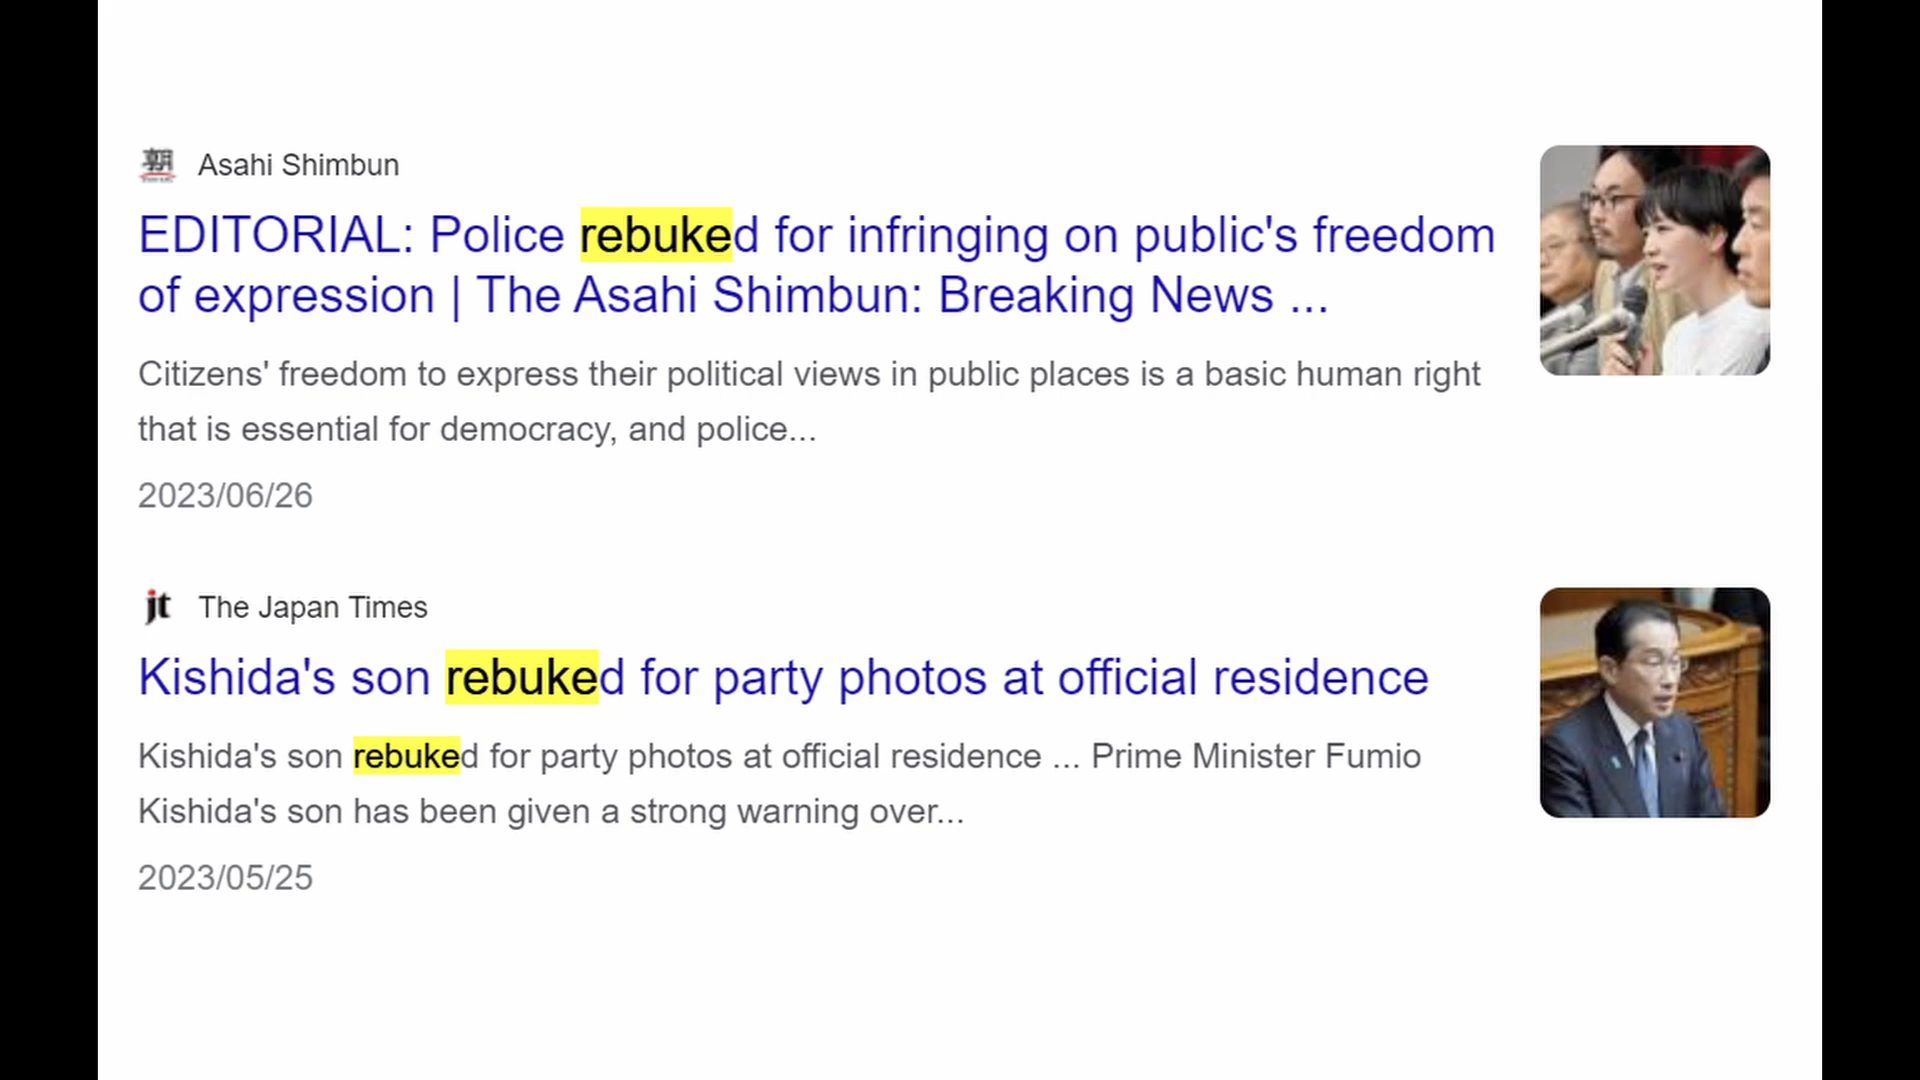 Asahi Shimbun
EDITORIAL: Police rebuked for infringing on public's freedom
of expression | The Asahi Shimbun: Breaking News ...
Citizens' freedom to express their political views in public places is a basic human right
that is essential for democracy, and police...
2023/06/26
jt The Japan Times
Kishida's son rebuked for party photos at official residence
Kishida's son rebuked for party photos at official residence ... Prime Minister Fumio
Kishida's son has been given a strong warning over...
2023/05/25